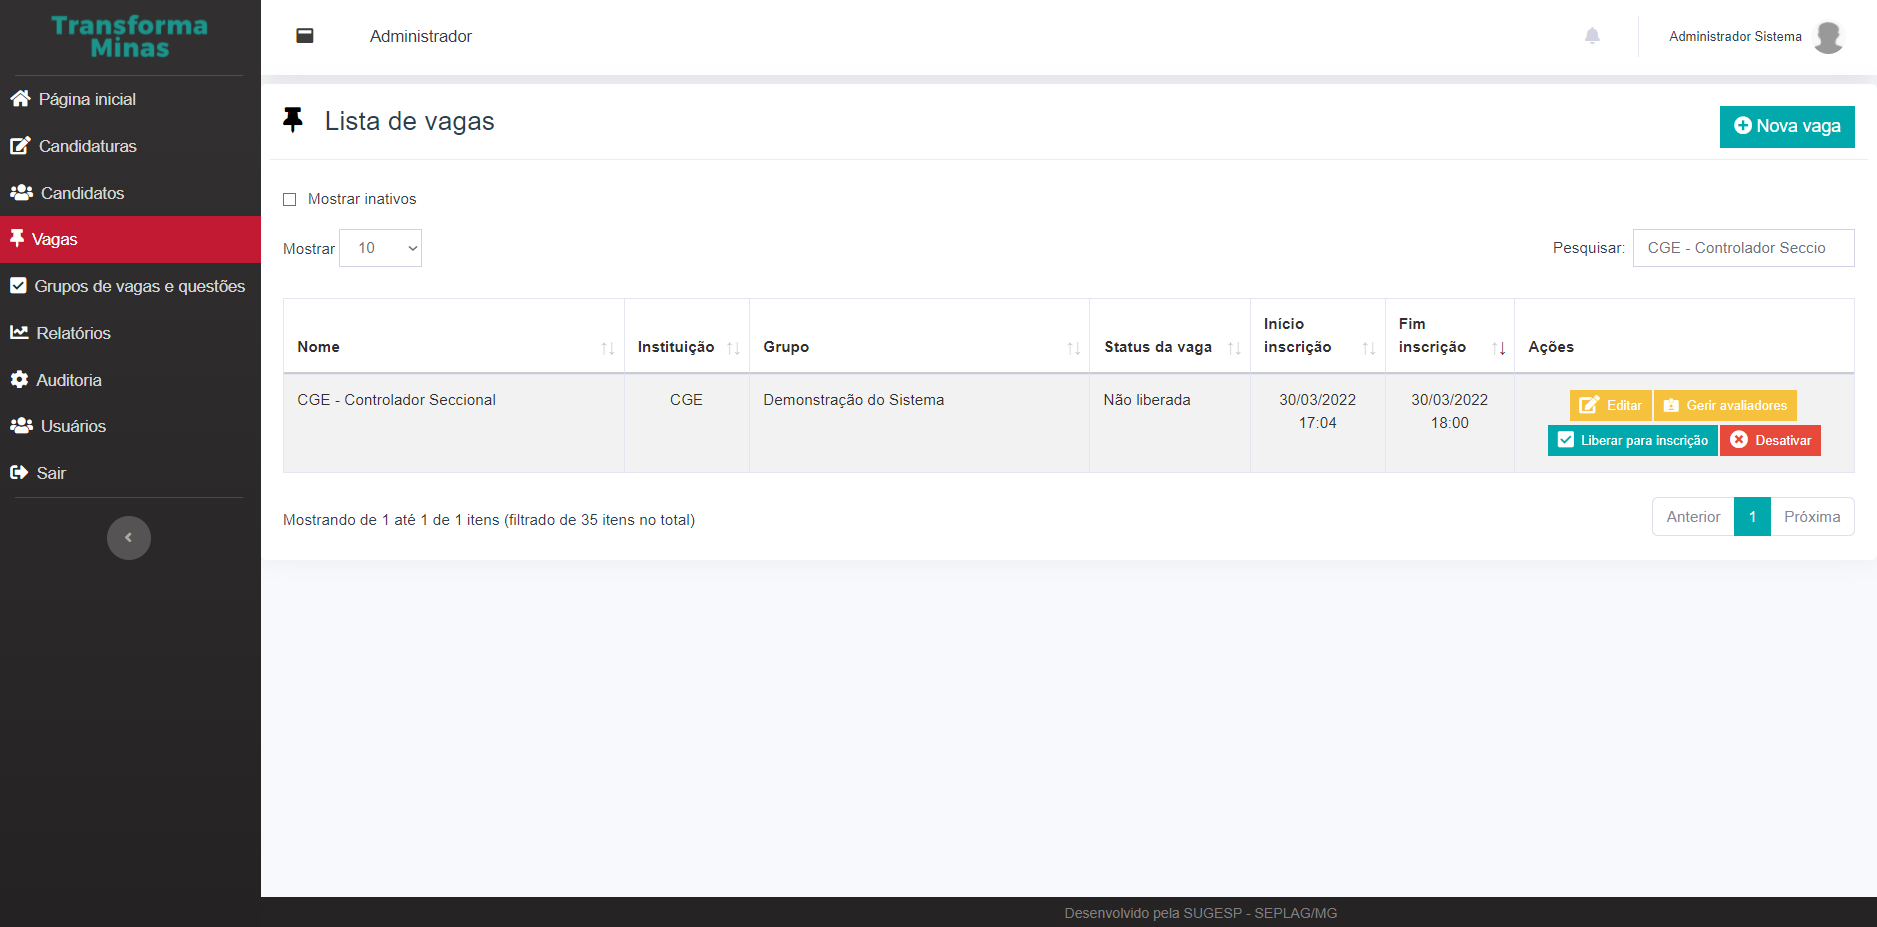 Transforma
Minas
Administrador
Administrador Sistema
Página inicial
Candidaturas
Candidatos
Vagas
Grupos de vagas e questões
Relatórios
Auditoria
Usuários
Sair
Lista de vagas
Nova vaga
Mostrar inativos
Mostrar 10
Pesquisar: CGE - Controlador Seccio
Nome Instituição Grupo Status da vaga Início inscrição Fim inscrição Ações
CGE - Controlador Seccional CGE Demonstração do Sistema Não liberada 30/03/2022 17:04 30/03/2022 18:00
Editar Gerir avaliadores
Liberar para inscrição Desativar
Mostrando de 1 até 1 de 1 itens (filtrado de 35 itens no total)
Anterior 1 Próxima
Desenvolvido pela SUGESP - SEPLAG/MG